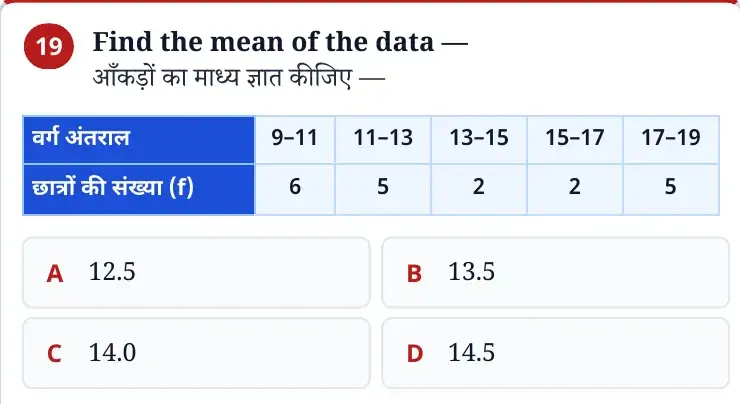 19 Find the mean of the data —
आँकड़ों का माध्य ज्ञात कीजिए —
वर्ग अंतराल 9–11 11–13 13–15 15–17 17–19
छात्रों की संख्या (f) 6 5 2 2 5
A 12.5 B 13.5
C 14.0 D 14.5